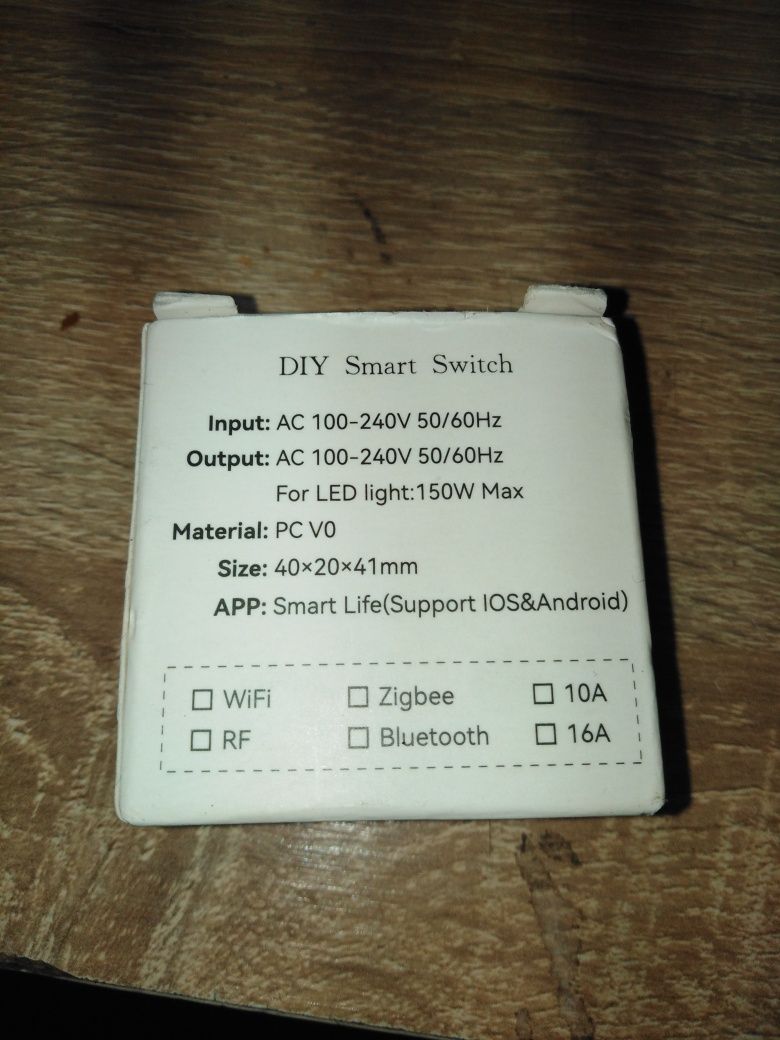 DIY Smart Switch
Input: AC 100-240V 50/60Hz
Output: AC 100-240V 50/60Hz
For LED light:150W Max
Material: PC V0
Size: 40×20×41mm
APP: Smart Life(Support IOS&Android)
☐ WiFi ☐ Zigbee ☐ 10A
☐ RF ☐ Bluetooth ☐ 16A